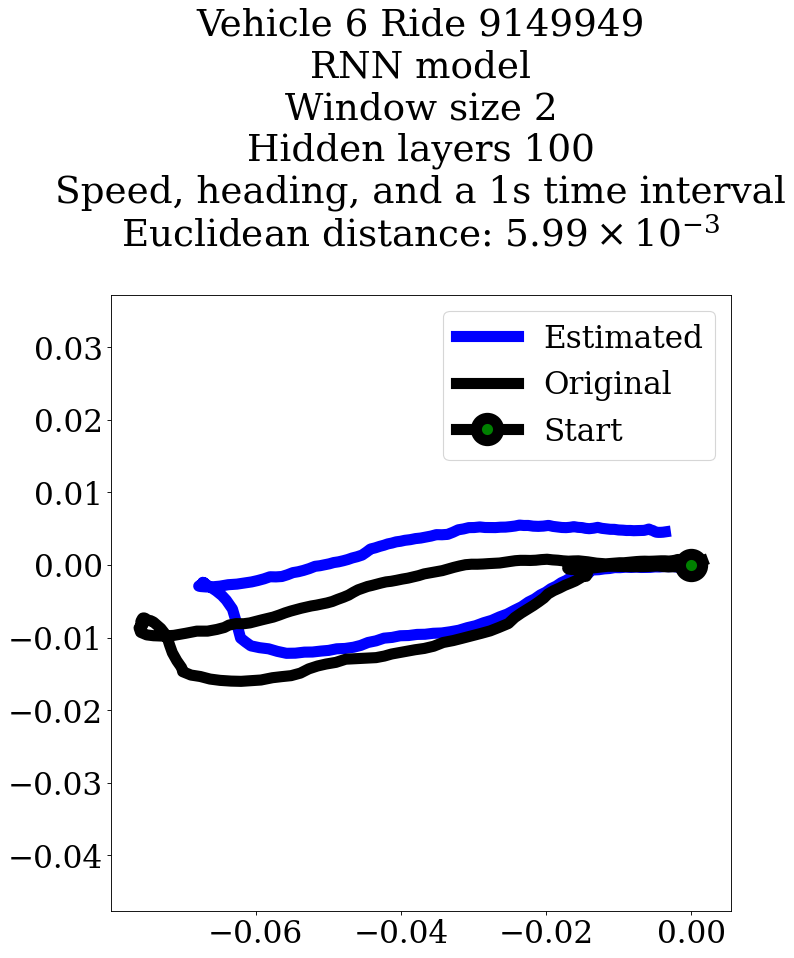 Vehicle 6 Ride 9149949
RNN model
Window size 2
Hidden layers 100
Speed, heading, and a 1s time interval
Euclidean distance: 5.99 × 10⁻³
Estimated
Original
Start
0.03
0.02
0.01
0.00
−0.01
−0.02
−0.03
−0.04
−0.06 −0.04 −0.02 0.00